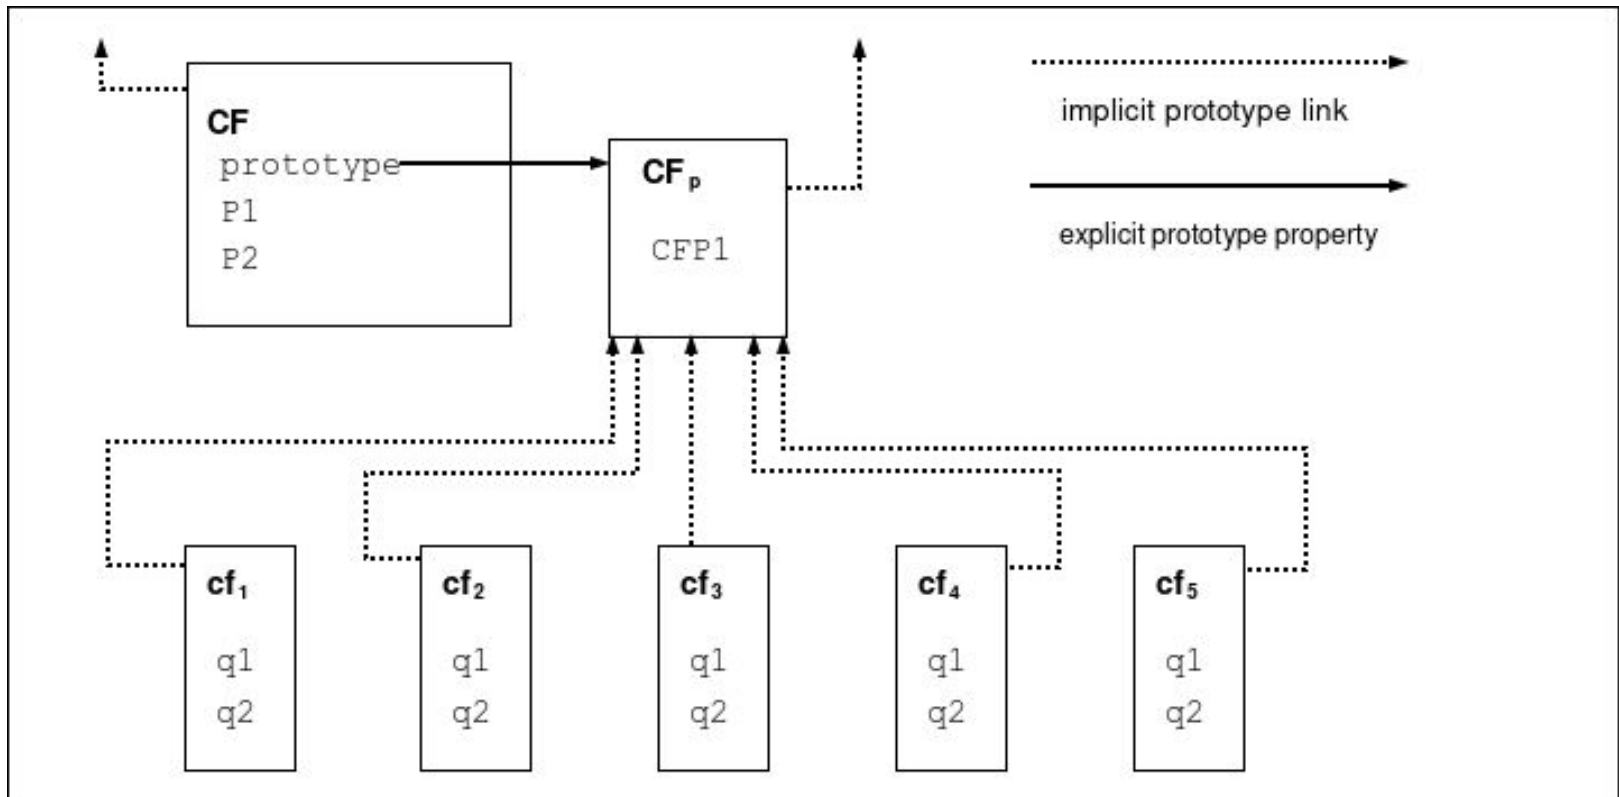 CF
prototype
P1
P2
CFp
CFP1
implicit prototype link
explicit prototype property
cf1
q1
q2
cf2
q1
q2
cf3
q1
q2
cf4
q1
q2
cf5
q1
q2